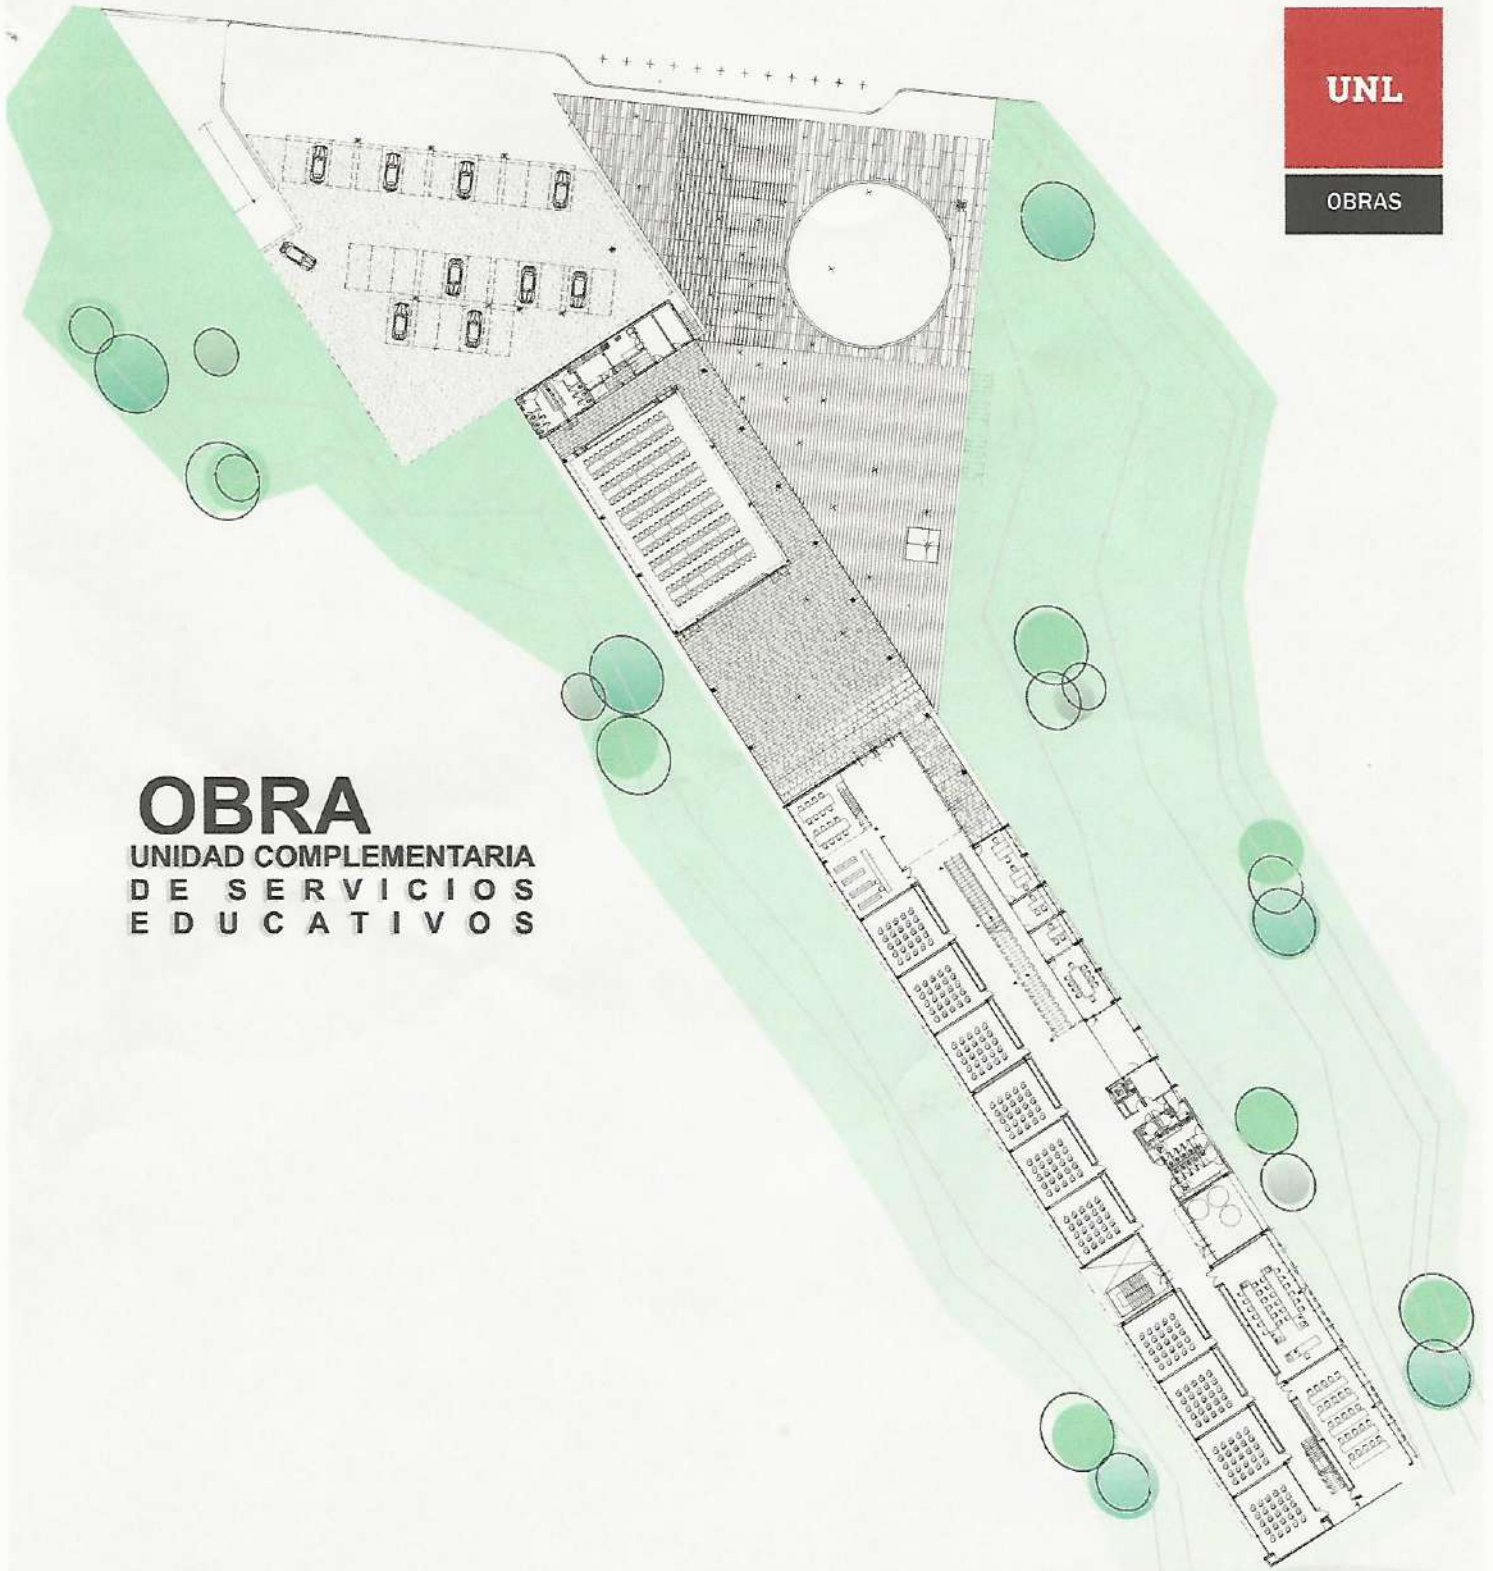 UNL
OBRAS
OBRA
UNIDAD COMPLEMENTARIA
DE SERVICIOS
EDUCATIVOS